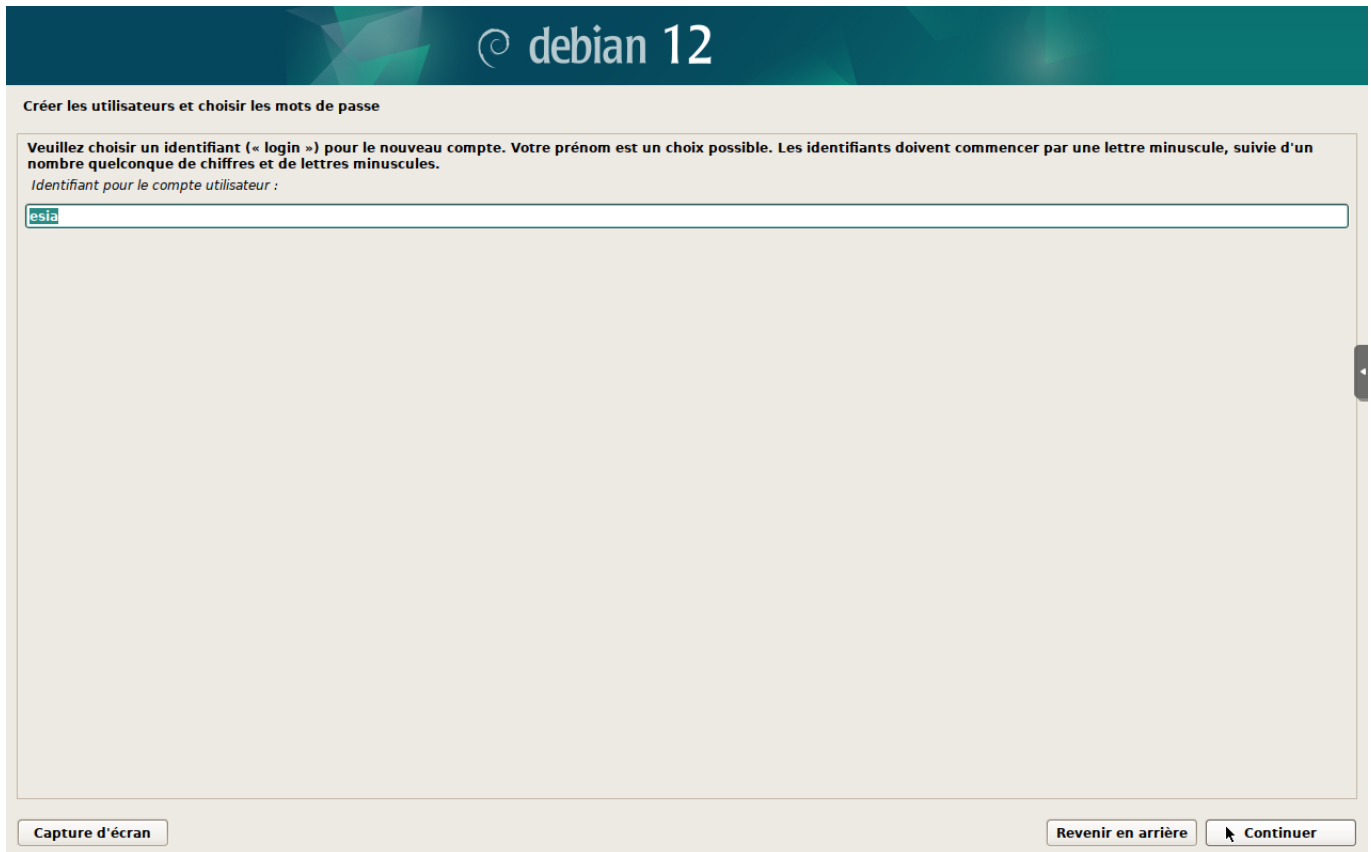 debian 12
Créer les utilisateurs et choisir les mots de passe
Veuillez choisir un identifiant (« login ») pour le nouveau compte. Votre prénom est un choix possible. Les identifiants doivent commencer par une lettre minuscule, suivie d'un
nombre quelconque de chiffres et de lettres minuscules.
Identifiant pour le compte utilisateur :
esia
Capture d'écran
Revenir en arrière
Continuer